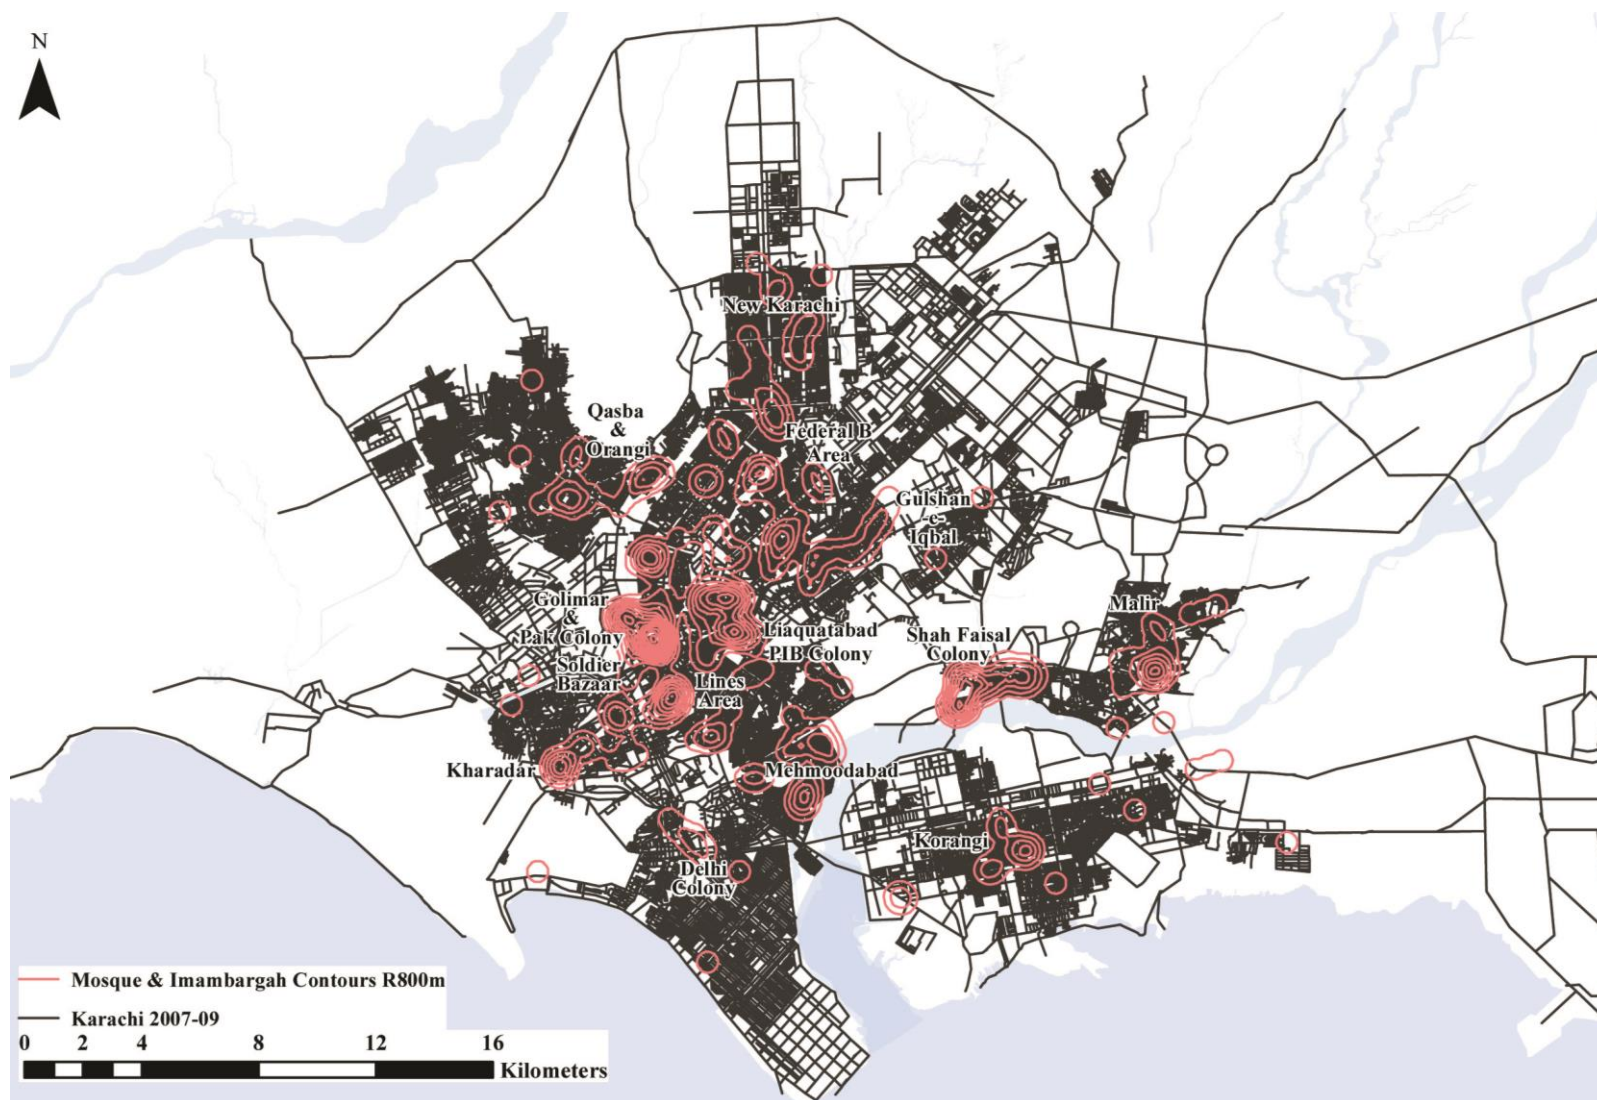 N
New Karachi
Qasba
&
Orangi
Federal B
Area
Gulshan
-e-
Iqbal
Golimar
&
Pak Colony
Malir
Liaquatabad
PIB Colony
Shah Faisal
Colony
Soldier
Bazaar
Lines
Area
Kharadar
Mehmoodabad
Korangi
Delhi
Colony
Mosque & Imambargah Contours R800m
Karachi 2007-09
0 2 4 8 12 16
Kilometers